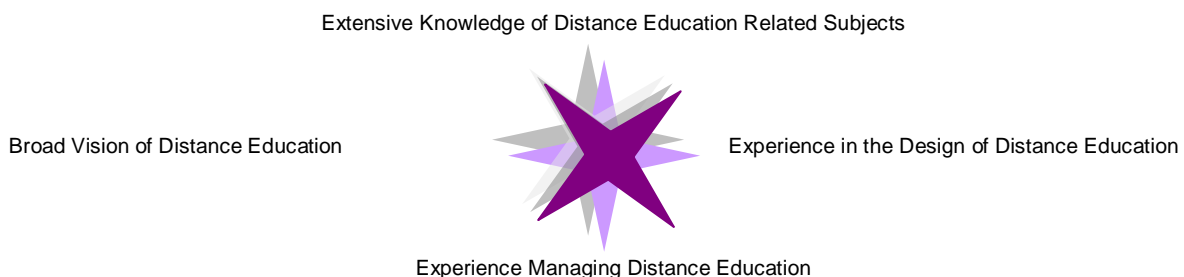 Extensive Knowledge of Distance Education Related Subjects
Broad Vision of Distance Education
Experience in the Design of Distance Education
Experience Managing Distance Education